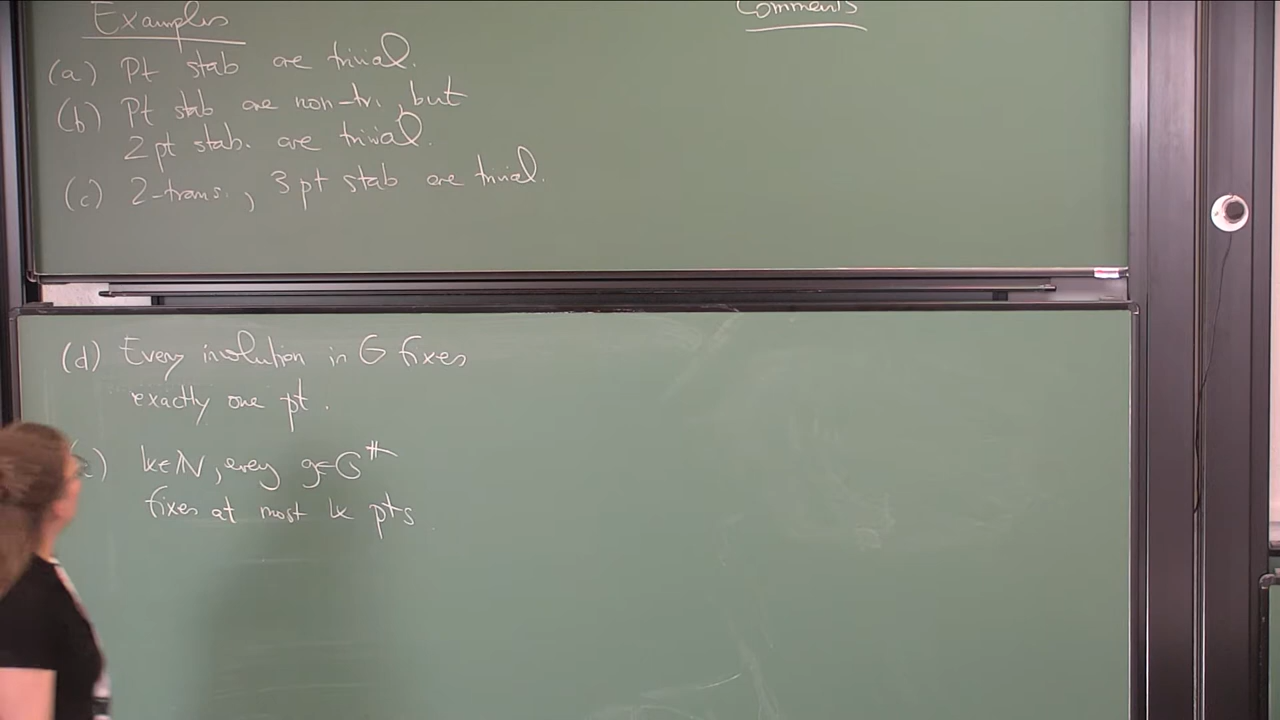 Examples
(a) Pt stab are trivial.
(b) Pt stab are non-tri, but
2 pt stab. are trivial.
(c) 2-trans., 3 pt stab are trivial.
Comments
(d) Every involution in G fixes
exactly one pt.
k∈ℕ, every g∈G^#
fixes at most k pts